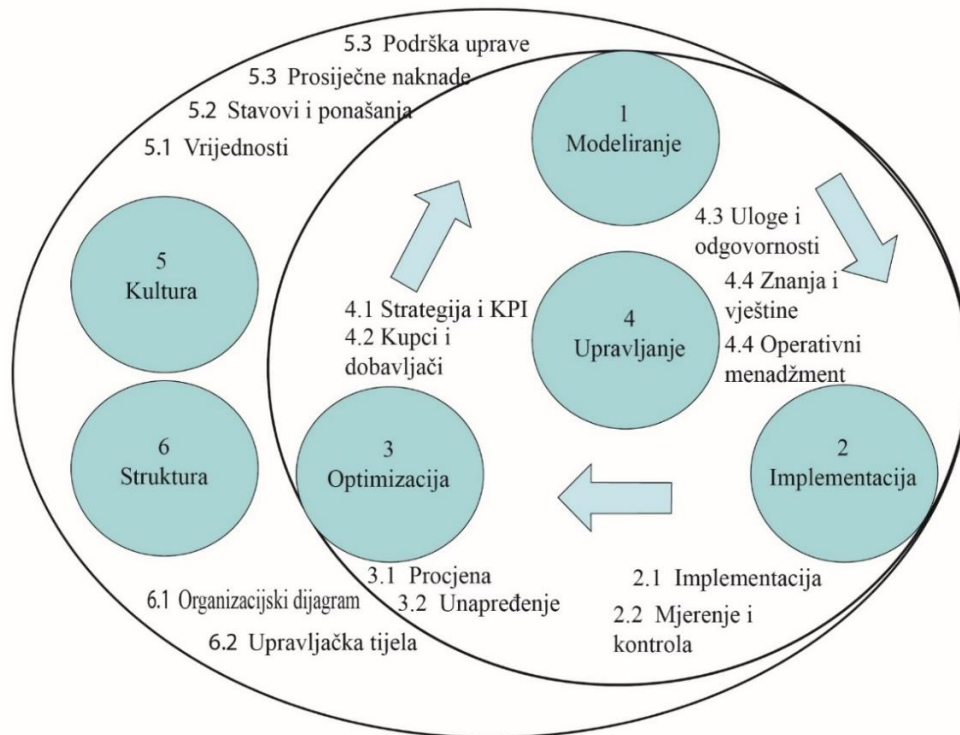 5.3 Podrška uprave
5.3 Prosiječne naknade
5.2 Stavovi i ponašanja
5.1 Vrijednosti
1
Modeliranje
4.3 Uloge i
odgovornosti
4.4 Znanja i
vještine
4.4 Operativni
menadžment
5
Kultura
4.1 Strategija i KPI
4.2 Kupci i
dobavljači
4
Upravljanje
6
Struktura
3
Optimizacija
2
Implementacija
3.1 Procjena
3.2 Unapređenje
2.1 Implementacija
2.2 Mjerenje i
kontrola
6.1 Organizacijski dijagram
6.2 Upravljačka tijela